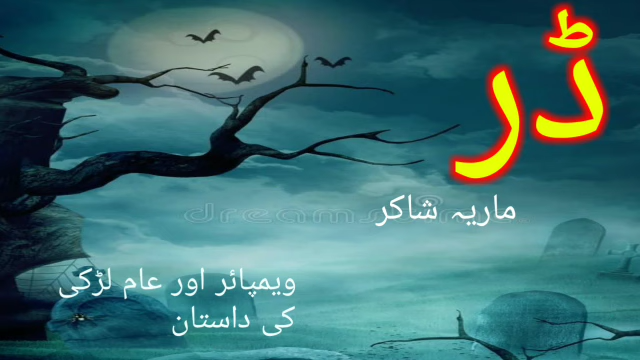 ڈر
ماریہ شاکر
ویمپائر اور عام لڑکی
کی داستان